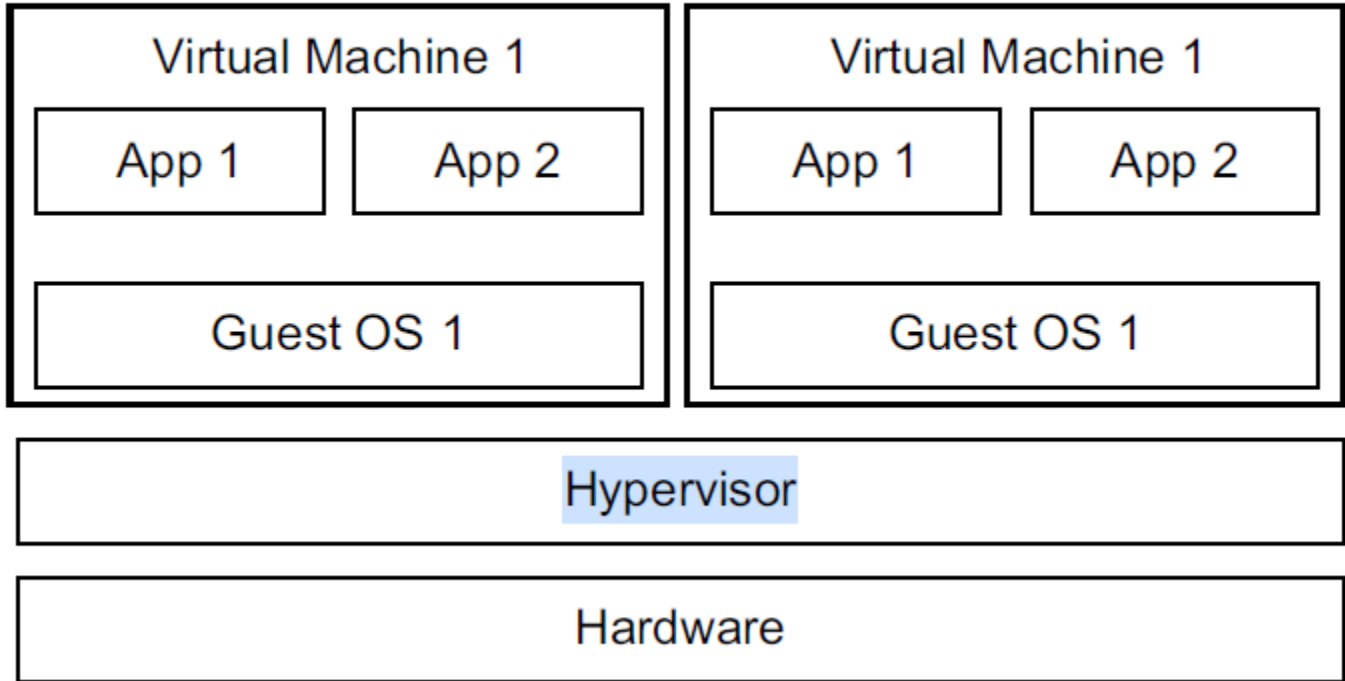 Virtual Machine 1
App 1
App 2
Guest OS 1
Virtual Machine 1
App 1
App 2
Guest OS 1
Hypervisor
Hardware